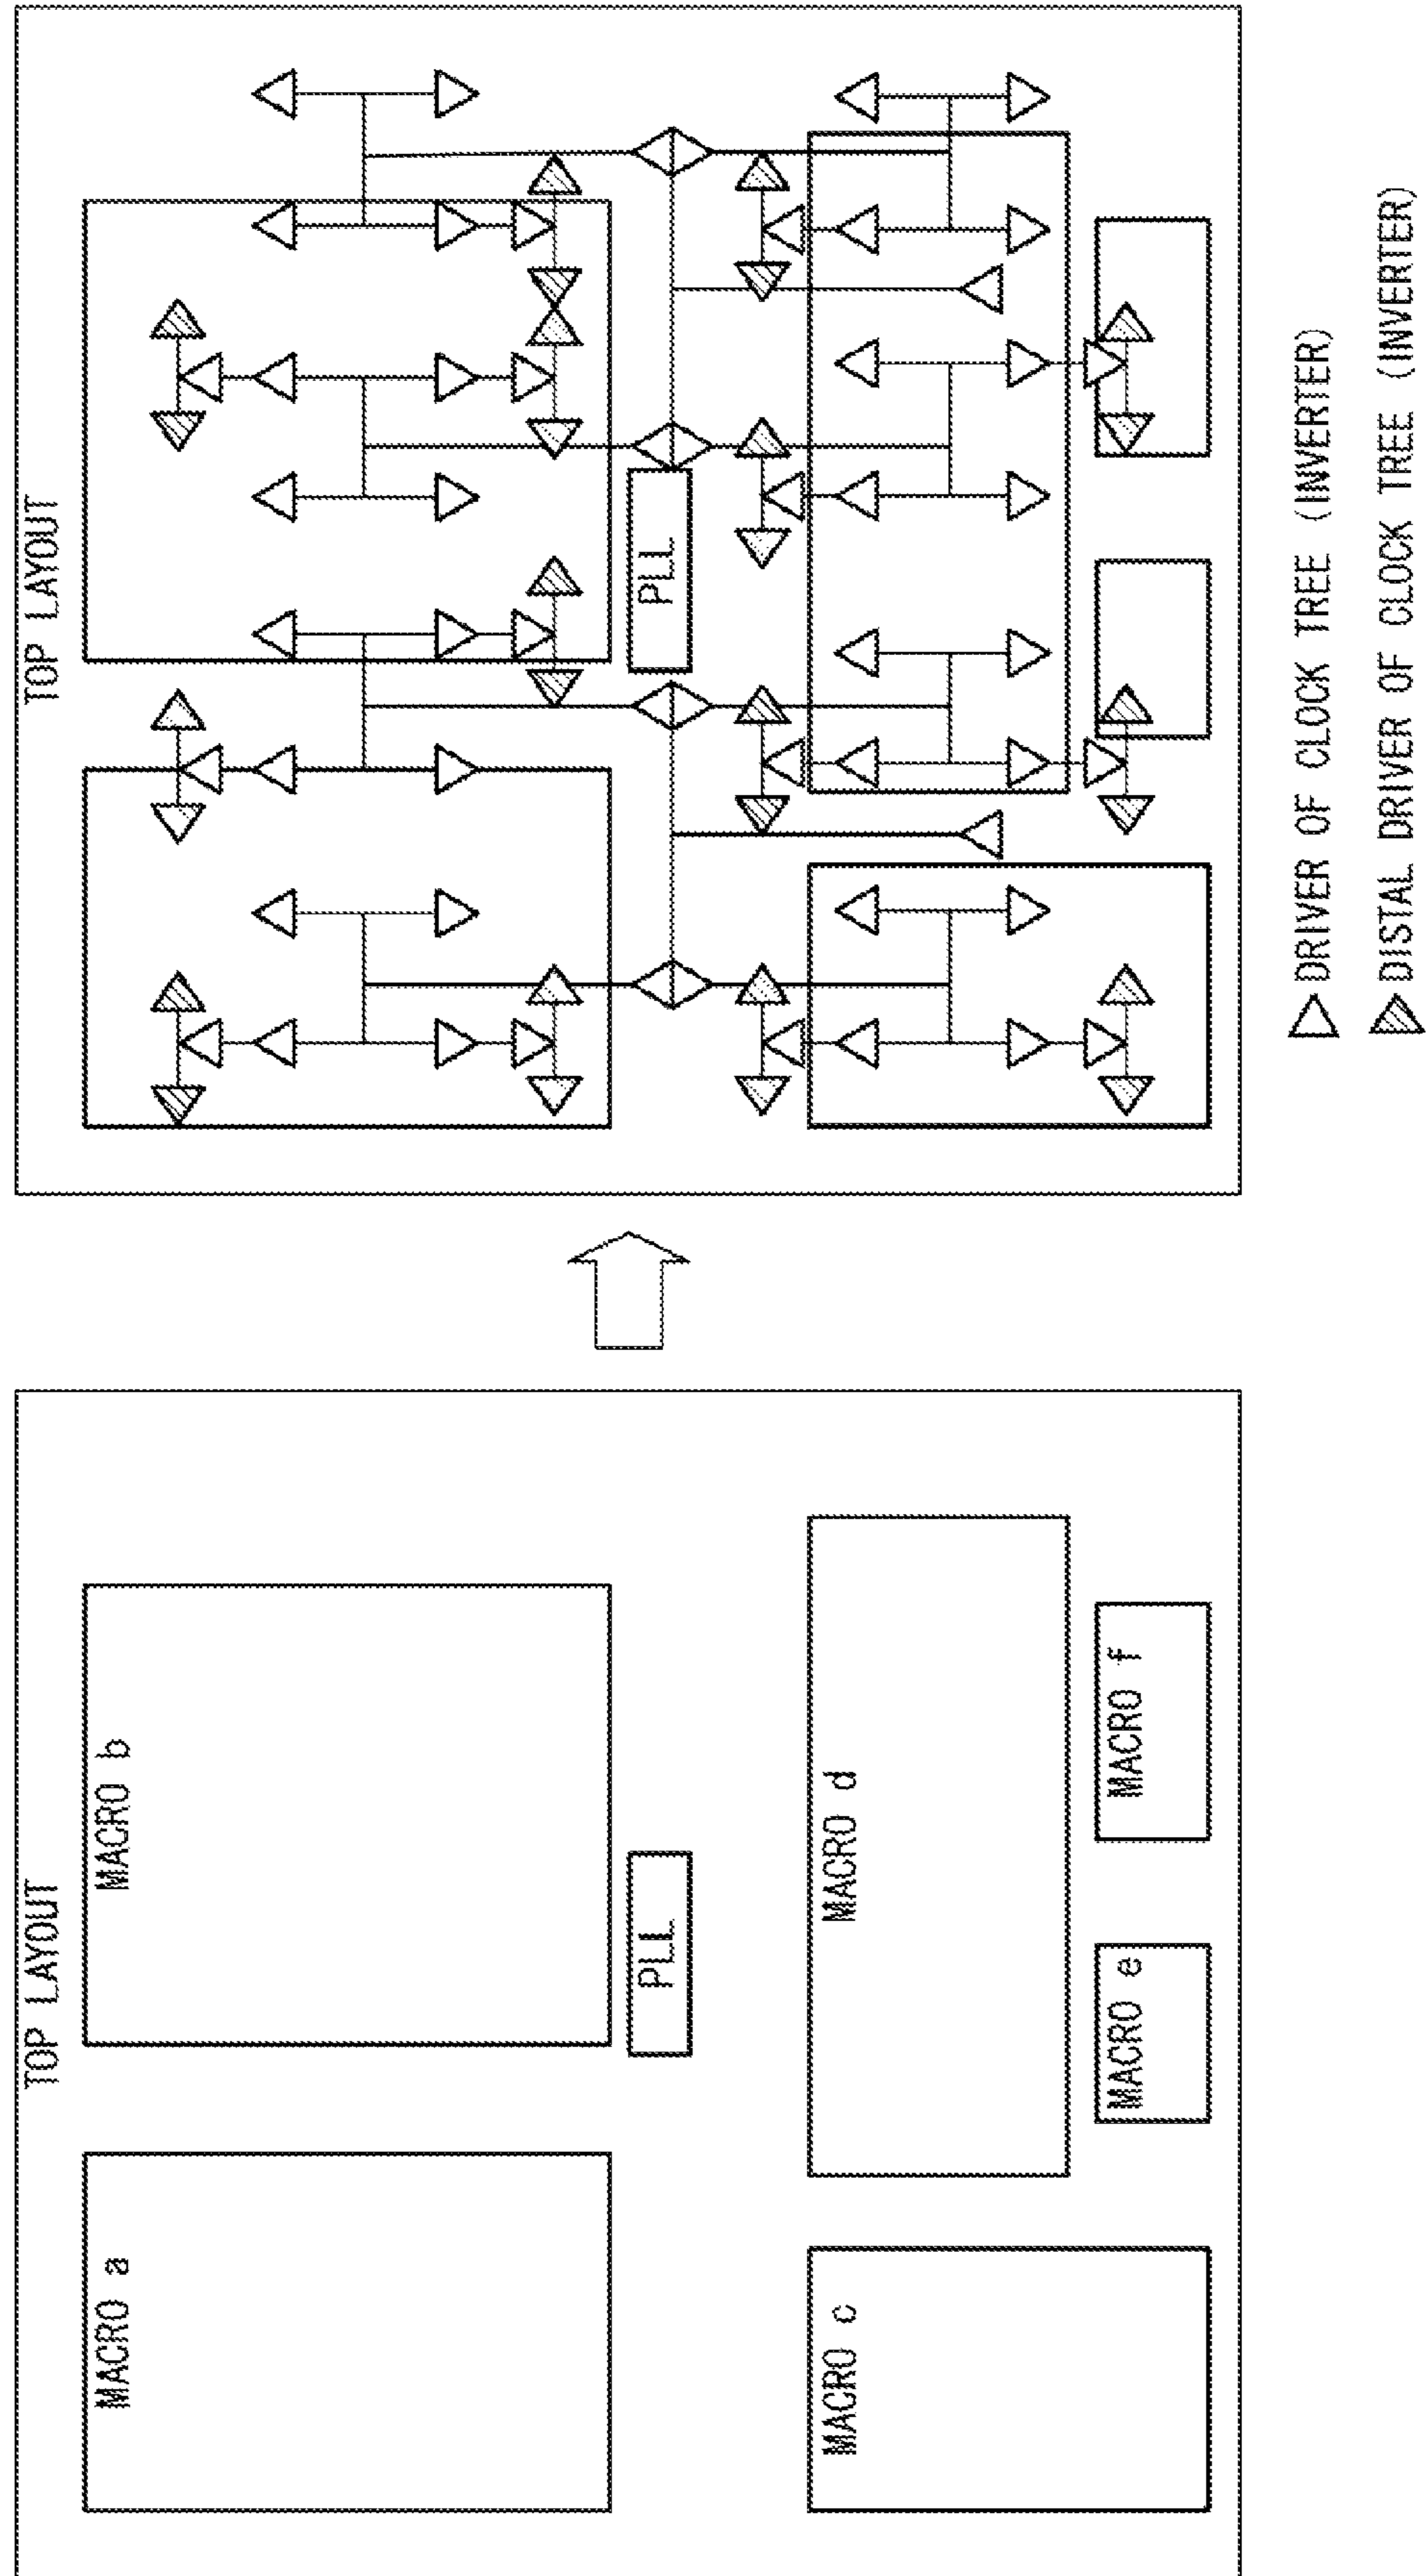 TOP LAYOUT
MACRO a
MACRO b
PLL
MACRO c
MACRO d
MACRO e
MACRO f
TOP LAYOUT
PLL
DRIVER OF CLOCK TREE (INVERTER)
DISTAL DRIVER OF CLOCK TREE (INVERTER)